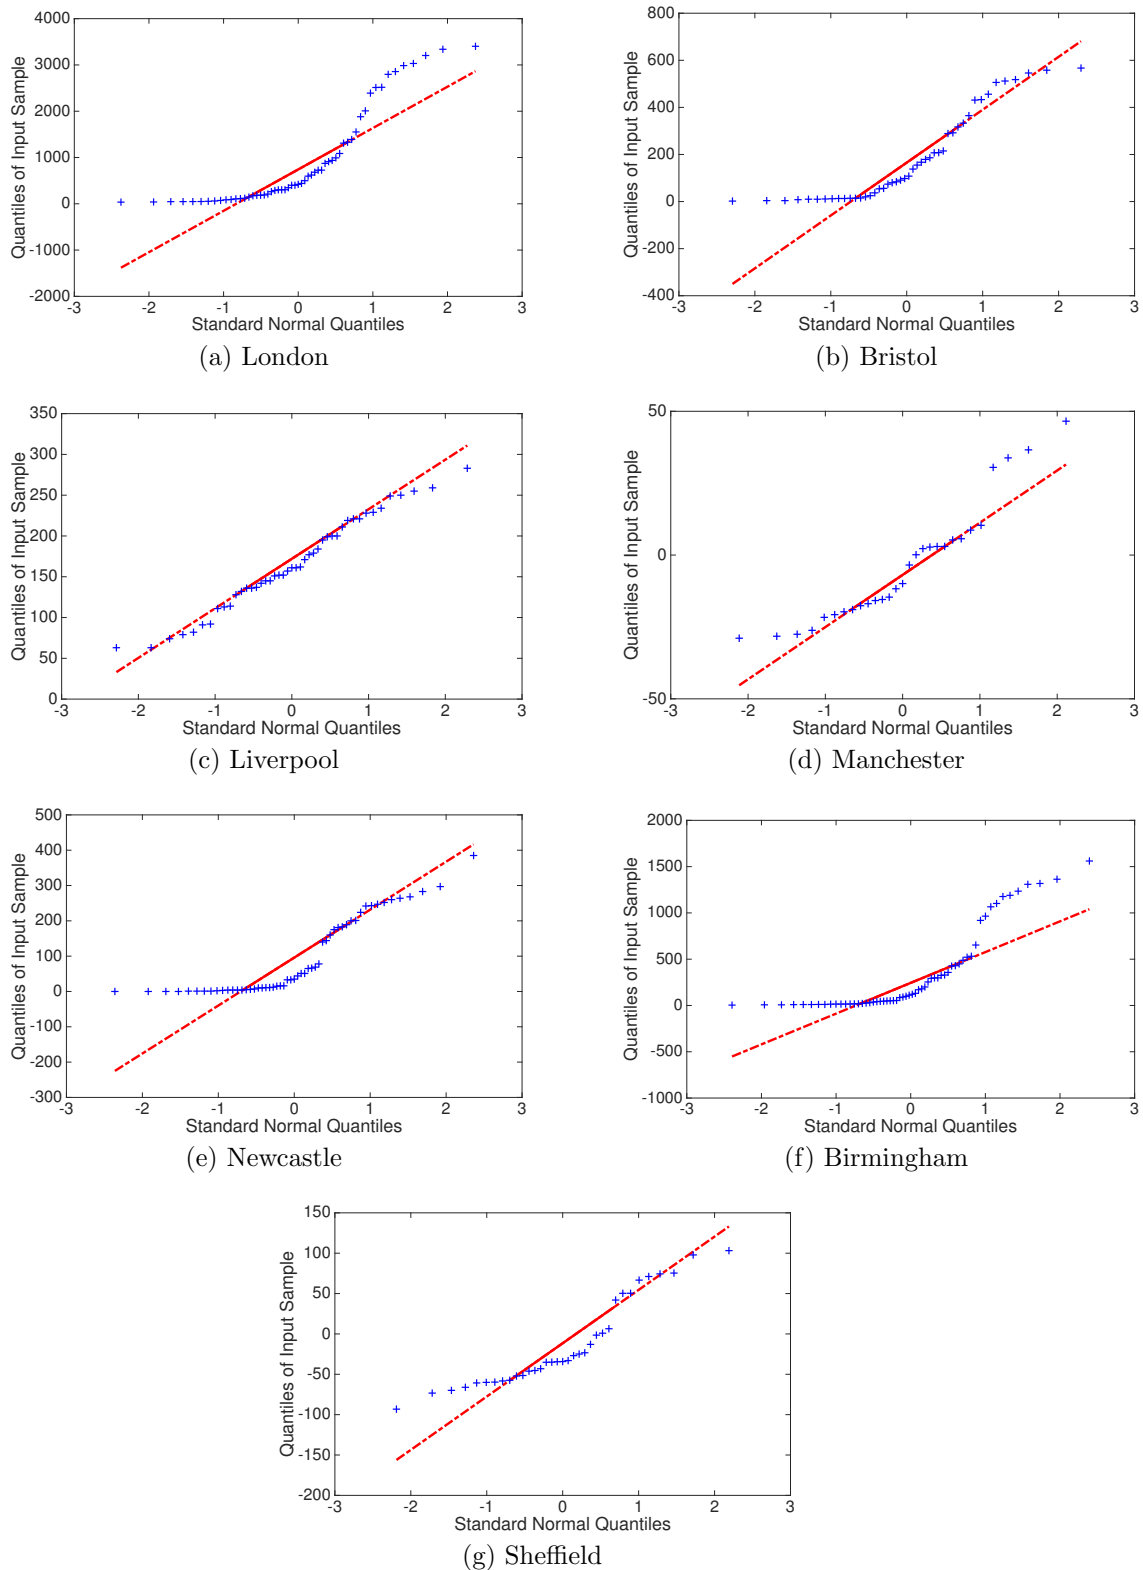 4000
3000
2000
1000
0
-1000
-2000
Quantiles of Input Sample
-3 -2 -1 0 1 2 3
Standard Normal Quantiles
(a) London
800
600
400
200
0
-200
-400
Quantiles of Input Sample
-3 -2 -1 0 1 2 3
Standard Normal Quantiles
(b) Bristol
350
300
250
200
150
100
50
0
Quantiles of Input Sample
-3 -2 -1 0 1 2 3
Standard Normal Quantiles
(c) Liverpool
50
0
-50
Quantiles of Input Sample
-3 -2 -1 0 1 2 3
Standard Normal Quantiles
(d) Manchester
500
400
300
200
100
0
-100
-200
-300
Quantiles of Input Sample
-3 -2 -1 0 1 2 3
Standard Normal Quantiles
(e) Newcastle
2000
1500
1000
500
0
-500
-1000
Quantiles of Input Sample
-3 -2 -1 0 1 2 3
Standard Normal Quantiles
(f) Birmingham
150
100
50
0
-50
-100
-150
-200
Quantiles of Input Sample
-3 -2 -1 0 1 2 3
Standard Normal Quantiles
(g) Sheffield